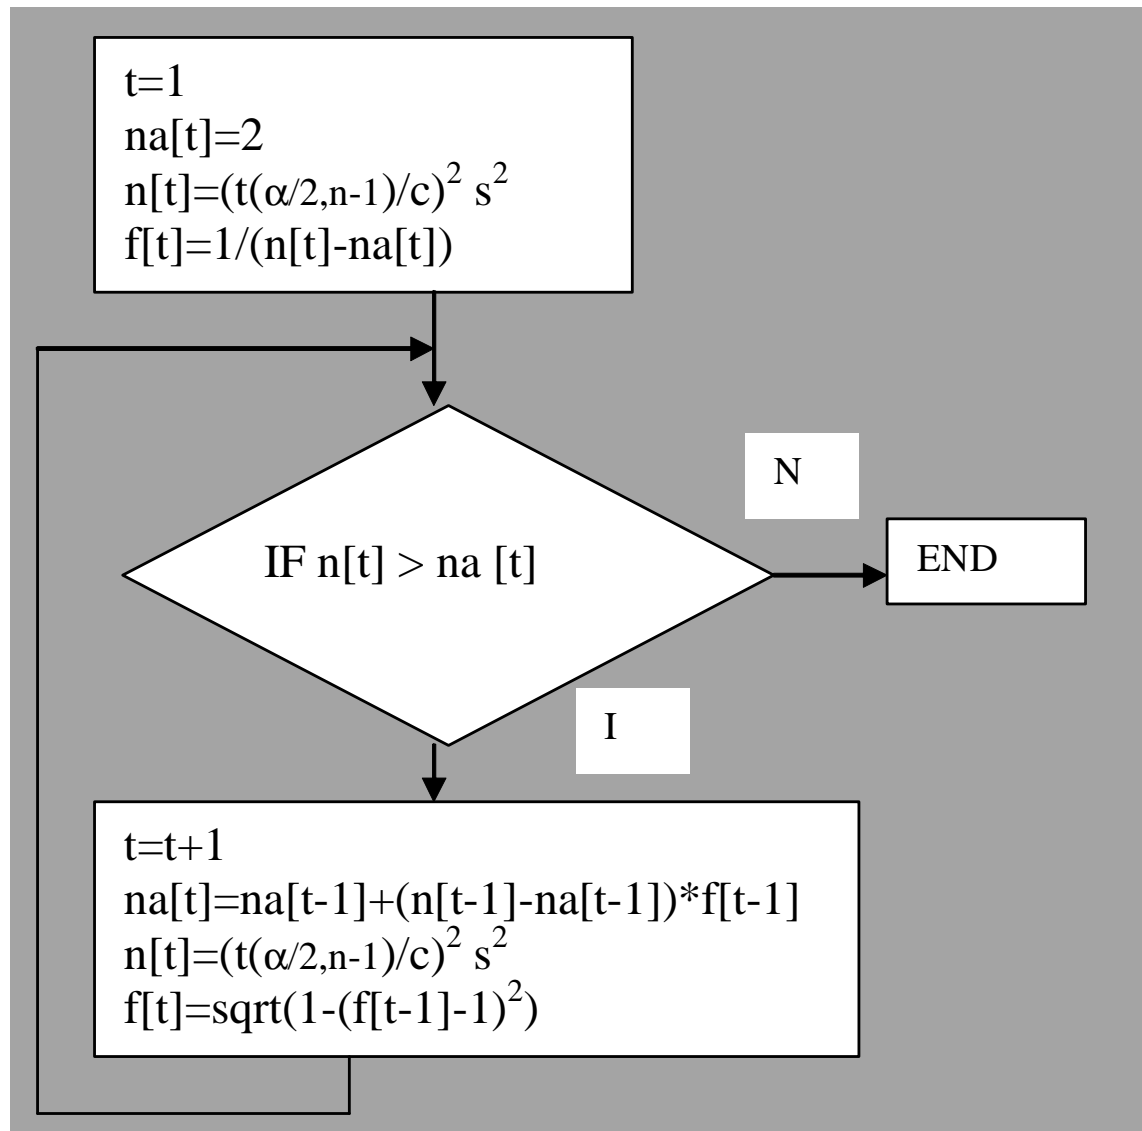 t=1
na[t]=2
n[t]=(t(α/2,n-1)/c)² s²
f[t]=1/(n[t]-na[t])
N
IF n[t] > na [t]
END
I
t=t+1
na[t]=na[t-1]+(n[t-1]-na[t-1])*f[t-1]
n[t]=(t(α/2,n-1)/c)² s²
f[t]=sqrt(1-(f[t-1]-1)²)